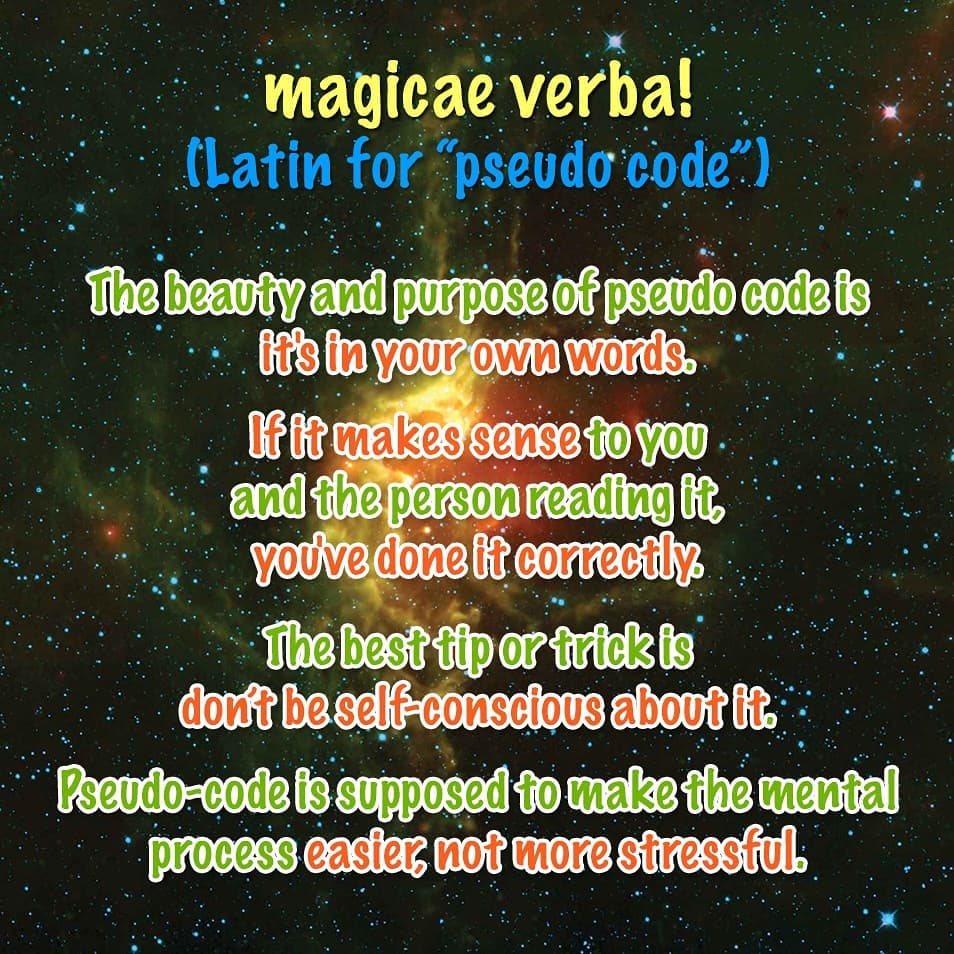 magicae verba!
(Latin for “pseudo code”)
The beauty and purpose of pseudo code is
it's in your own words.
If it makes sense to you
and the person reading it,
you've done it correctly.
The best tip or trick is
don’t be self-conscious about it.
Pseudo-code is supposed to make the mental
process easier, not more stressful.